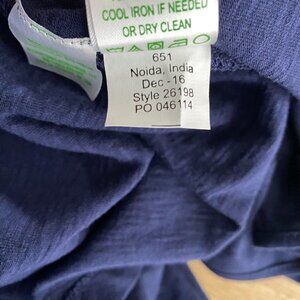 COOL IRON IF NEEDED
OR DRY CLEAN
651
Noida, India
Dec - 16
Style 26198
PO 046114